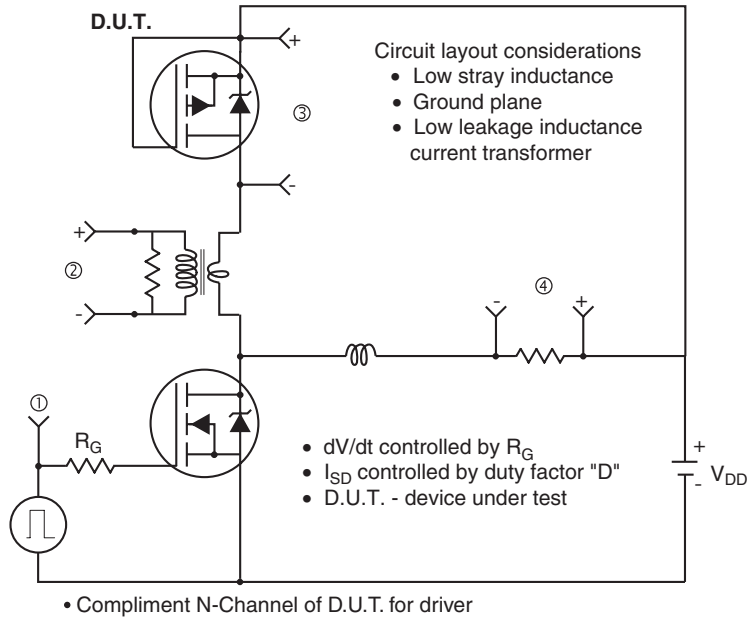 D.U.T.
+
Circuit layout considerations
• Low stray inductance
• Ground plane
• Low leakage inductance
current transformer
③
-
+
②
-
④
- +
①
R_G
• dV/dt controlled by R_G
• I_SD controlled by duty factor "D"
• D.U.T. - device under test
+
V_DD
-
• Compliment N-Channel of D.U.T. for driver